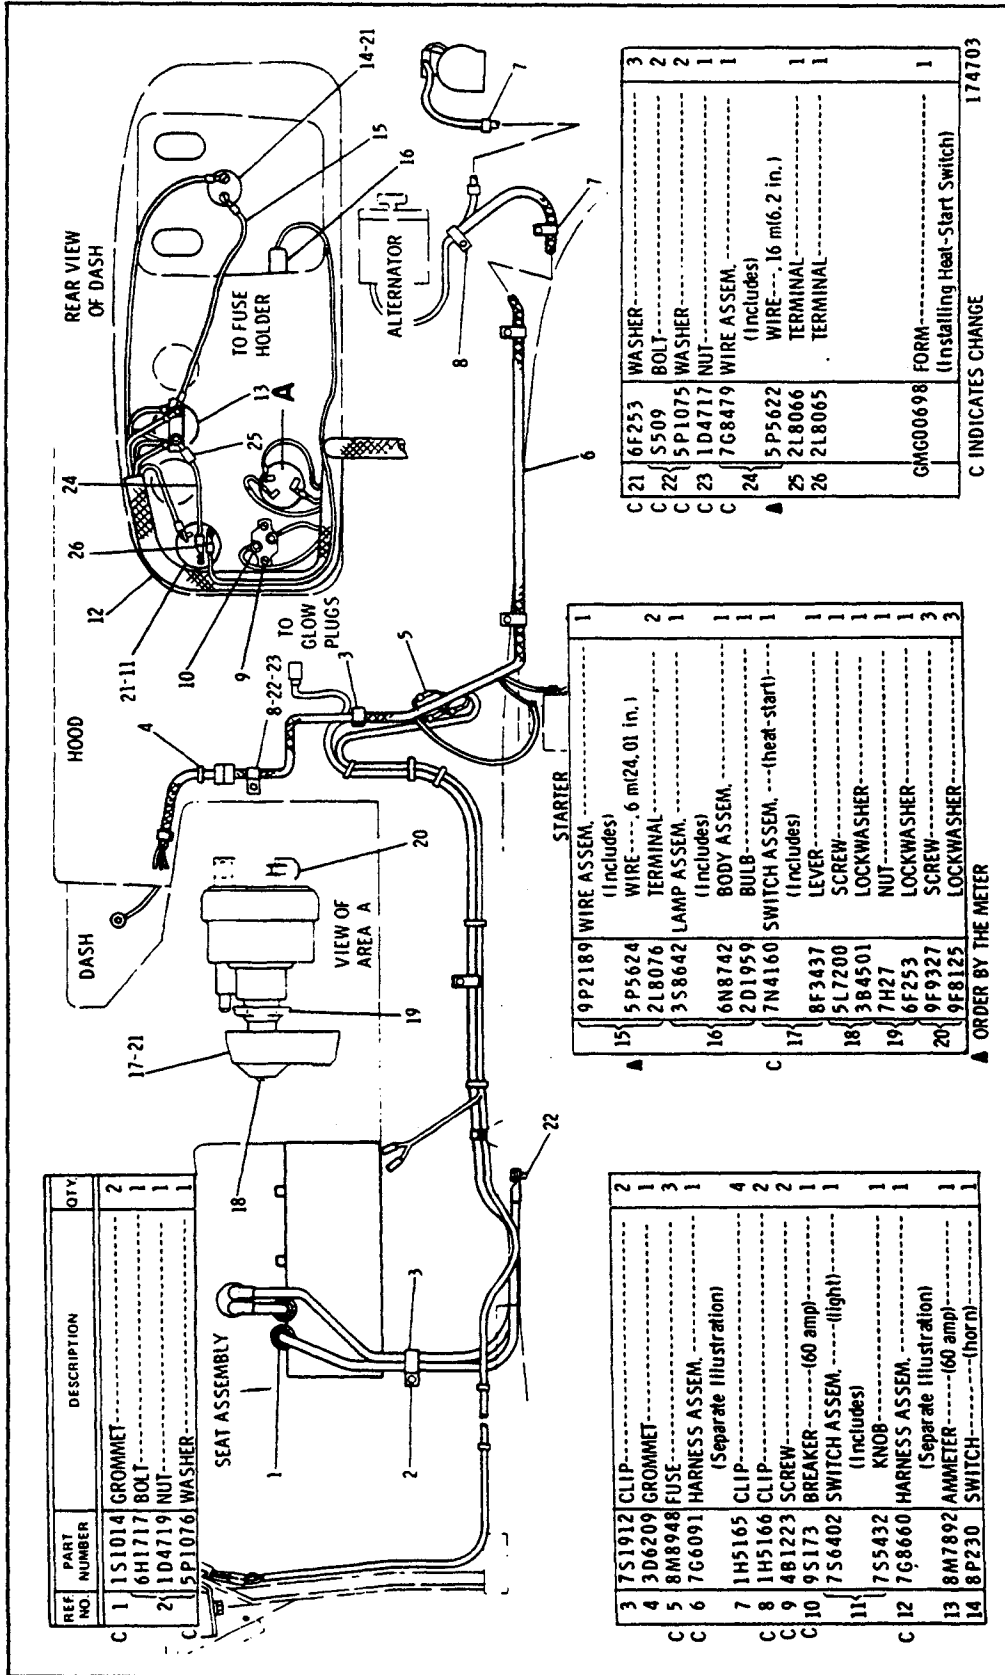 REF. NO. PART NUMBER DESCRIPTION QTY.
C 1 1S1014 GROMMET 2
6H1717 BOLT 1
2 1D4719 NUT 1
C 5P1076 WASHER 1
DASH
HOOD
REAR VIEW OF DASH
TO FUSE HOLDER
ALTERNATOR
TO GLOW PLUGS
STARTER
SEAT ASSEMBLY
VIEW OF AREA A
A
1
2
3
18
17-21
19
20
22
4
8-22-23
3
5
6
12
21-11
10
9
26
24
25
13
14-21
15
16
7
8
7
3 7S1912 CLIP 2
4 3D6209 GROMMET 1
C 5 8M8948 FUSE 3
C 6 7G6091 HARNESS ASSEM. 1
(Separate Illustration)
7 1H5165 CLIP 4
C 8 1H5166 CLIP 2
C 9 4B1223 SCREW 2
C 10 9S173 BREAKER---(60 amp) 1
7S6402 SWITCH ASSEM.----(light) 1
11 (Includes)
7S5432 KNOB 1
C 12 7G8660 HARNESS ASSEM. 1
(Separate Illustration)
13 8M7892 AMMETER----(60 amp) 1
14 8P230 SWITCH----(horn) 1
9P2189 WIRE ASSEM. 1
15 (Includes)
▲ 5P5624 WIRE---.6 m(24.01 in.)
2L8076 TERMINAL 2
3S8642 LAMP ASSEM. 1
16 (Includes)
6N8742 BODY ASSEM. 1
2D1959 BULB 1
C 7N4160 SWITCH ASSEM.---(heat-start) 1
17 (Includes)
8F3437 LEVER 1
18 5L7200 SCREW 1
3B4501 LOCKWASHER 1
19 7H27 NUT 1
6F253 LOCKWASHER 1
20 9F9327 SCREW 3
9F8125 LOCKWASHER 3
▲ ORDER BY THE METER
C 21 6F253 WASHER 3
C 22 S509 BOLT 2
C 5P1075 WASHER 2
C 23 1D4717 NUT 1
C 7G8479 WIRE ASSEM. 1
24 (Includes)
▲ 5P5622 WIRE---.16 m(6.2 in.)
25 2L8066 TERMINAL 1
26 2L8065 TERMINAL 1
GMG00698 FORM 1
(Installing Heat-Start Switch)
C INDICATES CHANGE
174703